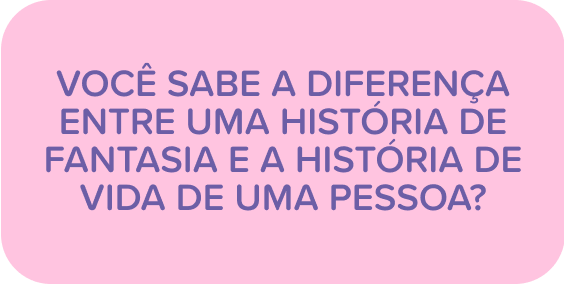 VOCÊ SABE A DIFERENÇA
ENTRE UMA HISTÓRIA DE
FANTASIA E A HISTÓRIA DE
VIDA DE UMA PESSOA?